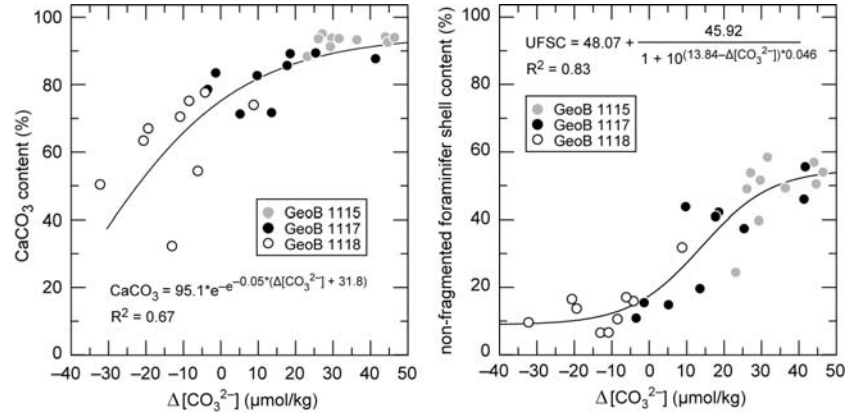 100
80
60
40
20
0
CaCO₃ content (%)
GeoB 1115
GeoB 1117
GeoB 1118
CaCO₃ = 95.1*e^–e^–0.05*(Δ[CO₃²⁻] + 31.8)
R² = 0.67
–40 –30 –20 –10 0 10 20 30 40 50
Δ[CO₃²⁻] (µmol/kg)
100
80
60
40
20
0
non-fragmented foraminifer shell content (%)
45.92
UFSC = 48.07 +
1 + 10^(13.84–Δ[CO₃²⁻])*0.046
R² = 0.83
GeoB 1115
GeoB 1117
GeoB 1118
–40 –30 –20 –10 0 10 20 30 40 50
Δ[CO₃²⁻] (µmol/kg)